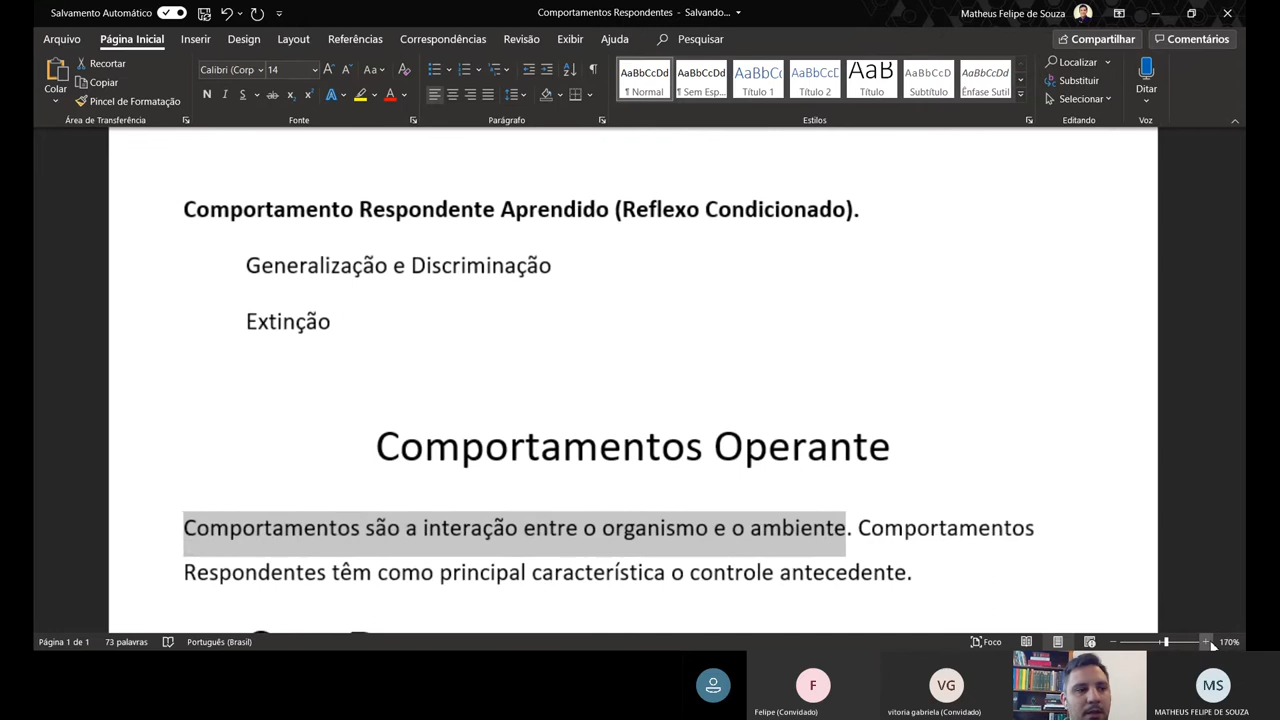 Salvamento Automático
Comportamentos Respondentes - Salvando...
Matheus Felipe de Souza
Arquivo Página Inicial Inserir Design Layout Referências Correspondências Revisão Exibir Ajuda Pesquisar
Compartilhar Comentários
Colar
Recortar
Copiar
Pincel de Formatação
Área de Transferência
Calibri (Corp 14
Fonte
Parágrafo
AaBbCcDd AaBbCcDd AaBbCc AaBbCcD AaB AaBbCcD AaBbCcDd
¶ Normal ¶ Sem Esp... Título 1 Título 2 Título Subtítulo Ênfase Sutil
Estilos
Localizar
Substituir
Selecionar
Editando
Ditar
Voz
Comportamento Respondente Aprendido (Reflexo Condicionado).
Generalização e Discriminação
Extinção
Comportamentos Operante
Comportamentos são a interação entre o organismo e o ambiente. Comportamentos
Respondentes têm como principal característica o controle antecedente.
Página 1 de 1 73 palavras Português (Brasil) Foco 170%
F
Felipe (Convidado)
VG
vitoria gabriela (Convidado)
MS
MATHEUS FELIPE DE SOUZA